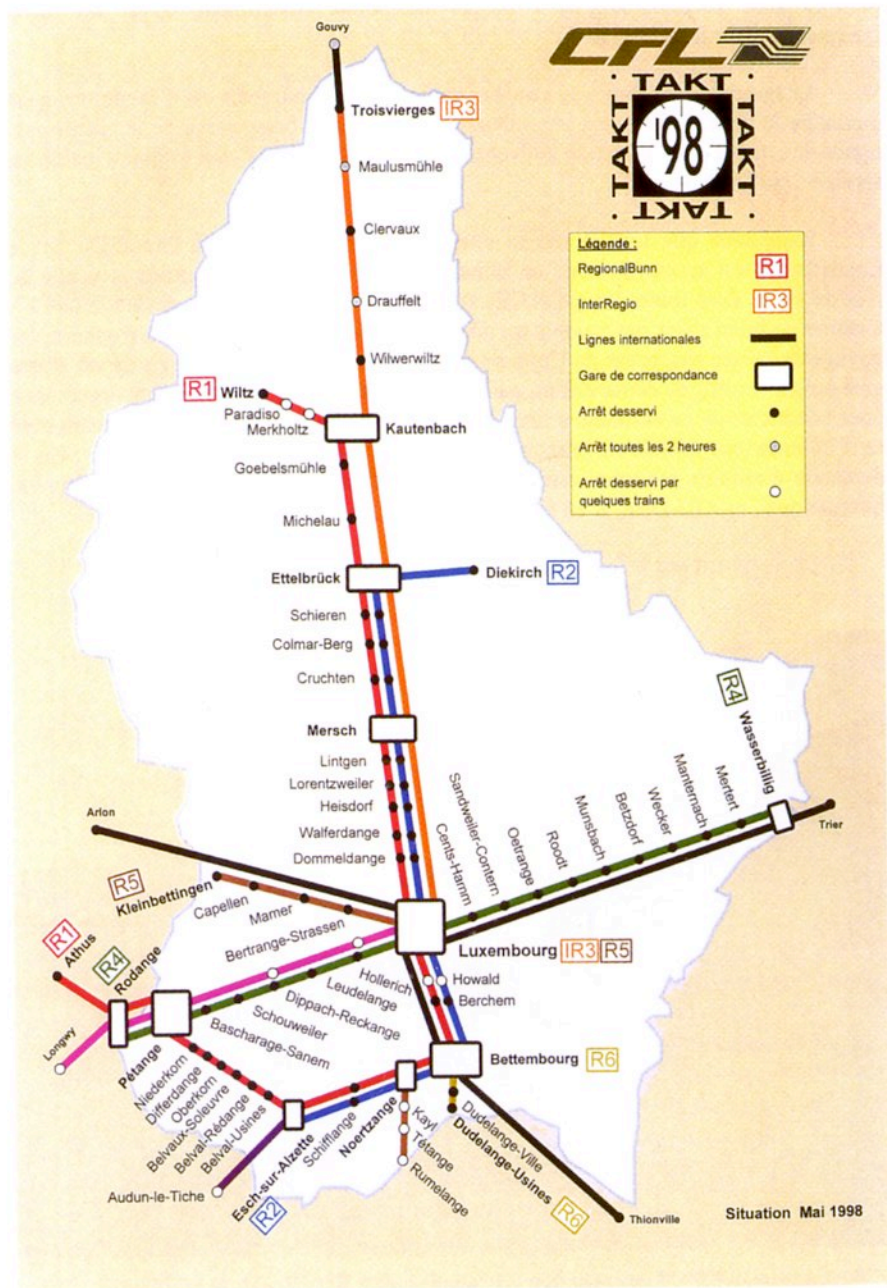 CFL
· TAKT ·
TAKT
TAKT
· TAKT ·
'98
Gouvy
Troisvierges IR3
Maulusmühle
Clervaux
Drauffelt
Wilwerwiltz
R1 Wiltz
Paradiso
Merkholtz
Kautenbach
Goebelsmühle
Michelau
Ettelbrück
Diekirch R2
Schieren
Colmar-Berg
Cruchten
Mersch
Lintgen
Lorentzweiler
Heisdorf
Walferdange
Dommeldange
Légende :
RegionalBunn R1
InterRegio IR3
Lignes internationales
Gare de correspondance
Arrêt desservi
Arrêt toutes les 2 heures
Arrêt desservi par
quelques trains
Arlon
R5
Kleinbettingen
Capellen
Mamer
Bertrange-Strassen
Cents-Hamm
Sandweiler-Contern
Oetrange
Roodt
Munsbach
Betzdorf
Wecker
Manternach
Mertert
R4 Wasserbillig
Trier
Luxembourg IR3 R5
R1
Athus
R4
Rodange
Longwy
Pétange
Bascharage-Sanem
Schouweiler
Dippach-Reckange
Leudelange
Hollerich
Howald
Berchem
Bettembourg R6
Niederkorn
Differdange
Oberkorn
Belvaux-Soleuvre
Belval-Rédange
Belval-Usines
Esch-sur-Alzette
R2
Schifflange
Noertzange
Kayl
Tétange
Rumelange
Dudelange-Ville
Dudelange-Usines R6
Audun-le-Tiche
Thionville
Situation Mai 1998